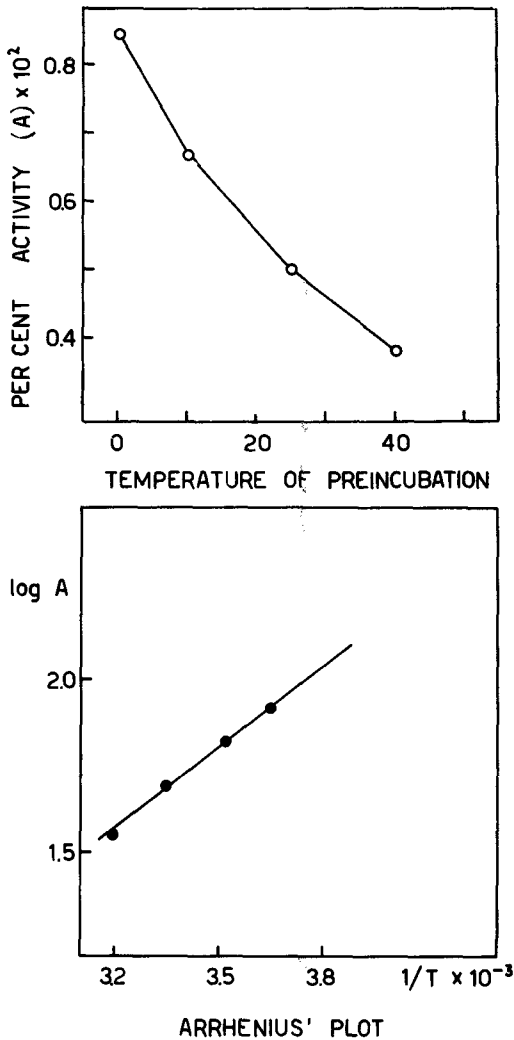 PER CENT ACTIVITY (A) x 10²
0.8
0.6
0.4
0 20 40
TEMPERATURE OF PREINCUBATION
log A
2.0
1.5
3.2 3.5 3.8 1/T x 10⁻³
ARRHENIUS' PLOT